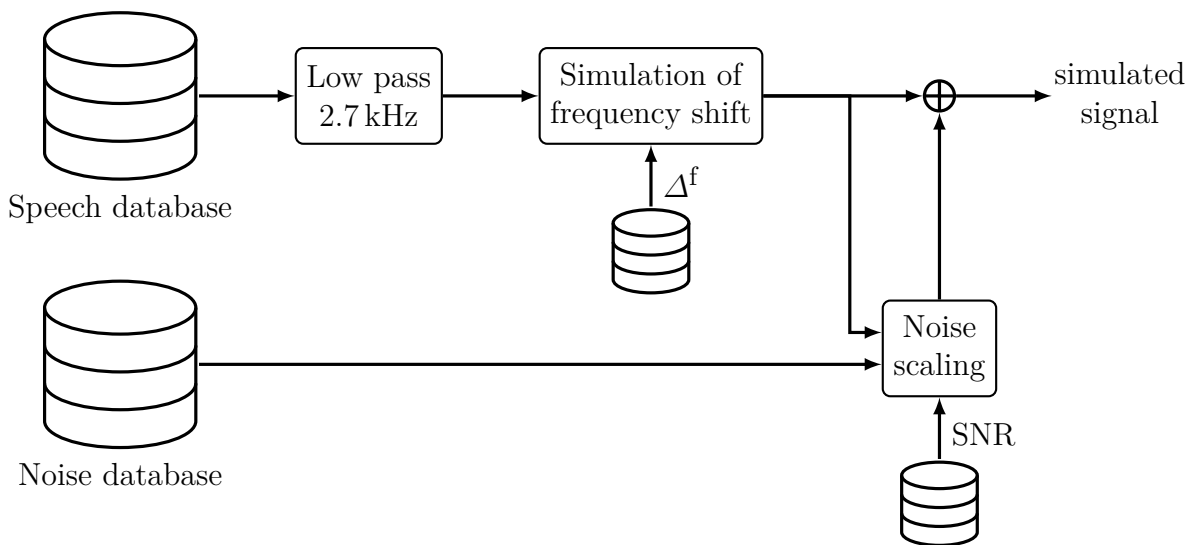 Low pass
2.7 kHz
Simulation of
frequency shift
simulated
signal
Δᶠ
Speech database
Noise
scaling
SNR
Noise database